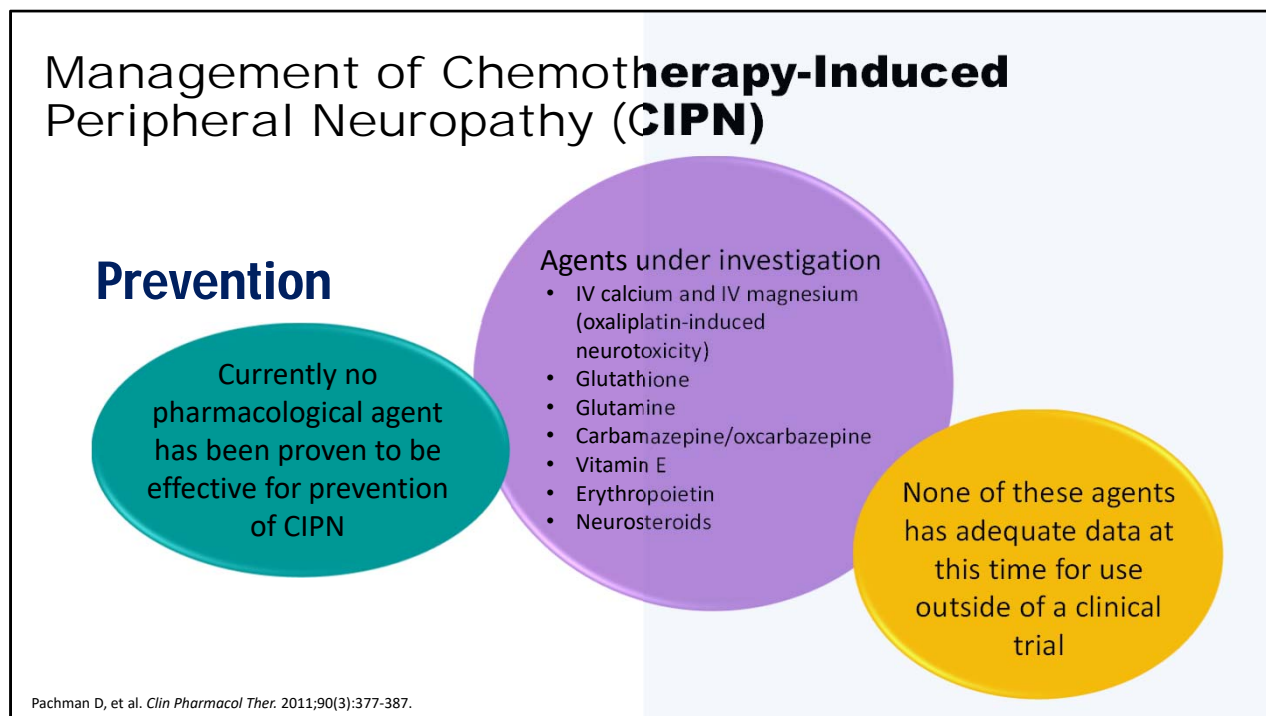 Management of Chemotherapy-Induced
Peripheral Neuropathy (CIPN)
Prevention
Currently no
pharmacological agent
has been proven to be
effective for prevention
of CIPN
Agents under investigation
• IV calcium and IV magnesium
(oxaliplatin-induced
neurotoxicity)
• Glutathione
• Glutamine
• Carbamazepine/oxcarbazepine
• Vitamin E
• Erythropoietin
• Neurosteroids
None of these agents
has adequate data at
this time for use
outside of a clinical
trial
Pachman D, et al. Clin Pharmacol Ther. 2011;90(3):377-387.